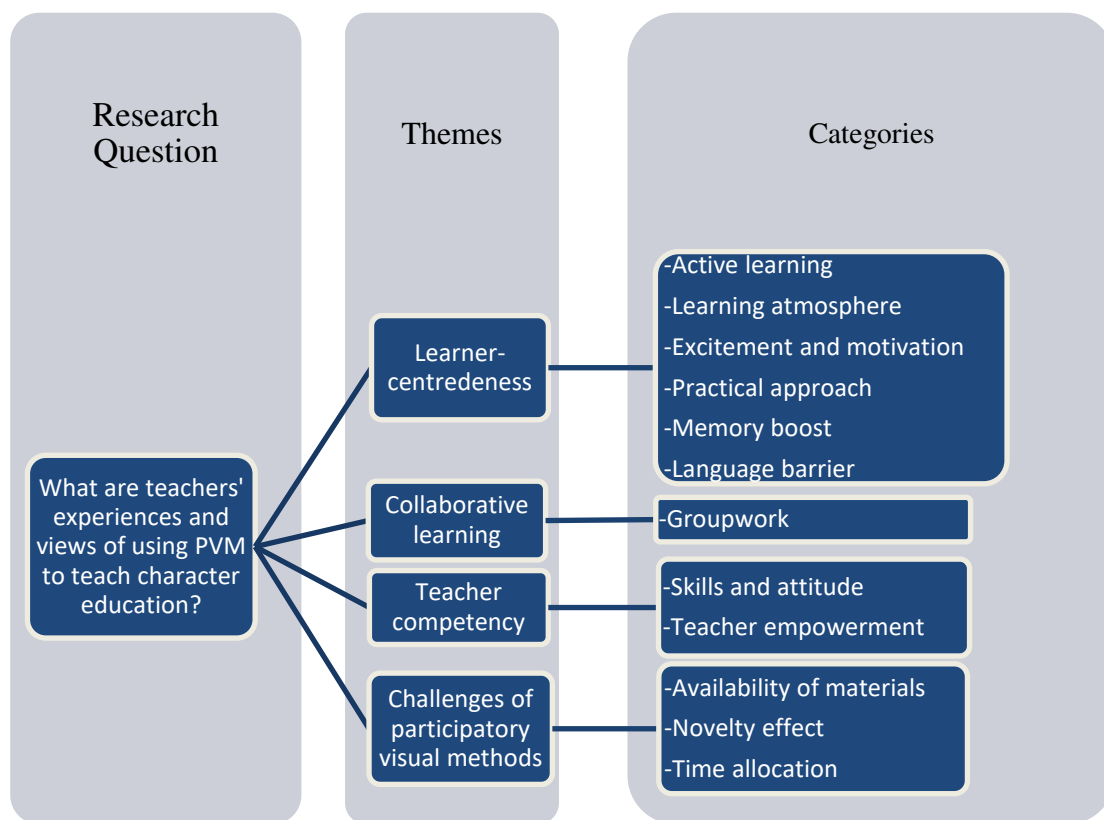 Research
Question
Themes
Categories
What are teachers'
experiences and
views of using PVM
to teach character
education?
Learner-
centredeness
-Active learning
-Learning atmosphere
-Excitement and motivation
-Practical approach
-Memory boost
-Language barrier
Collaborative
learning
-Groupwork
Teacher
competency
-Skills and attitude
-Teacher empowerment
Challenges of
participatory
visual methods
-Availability of materials
-Novelty effect
-Time allocation